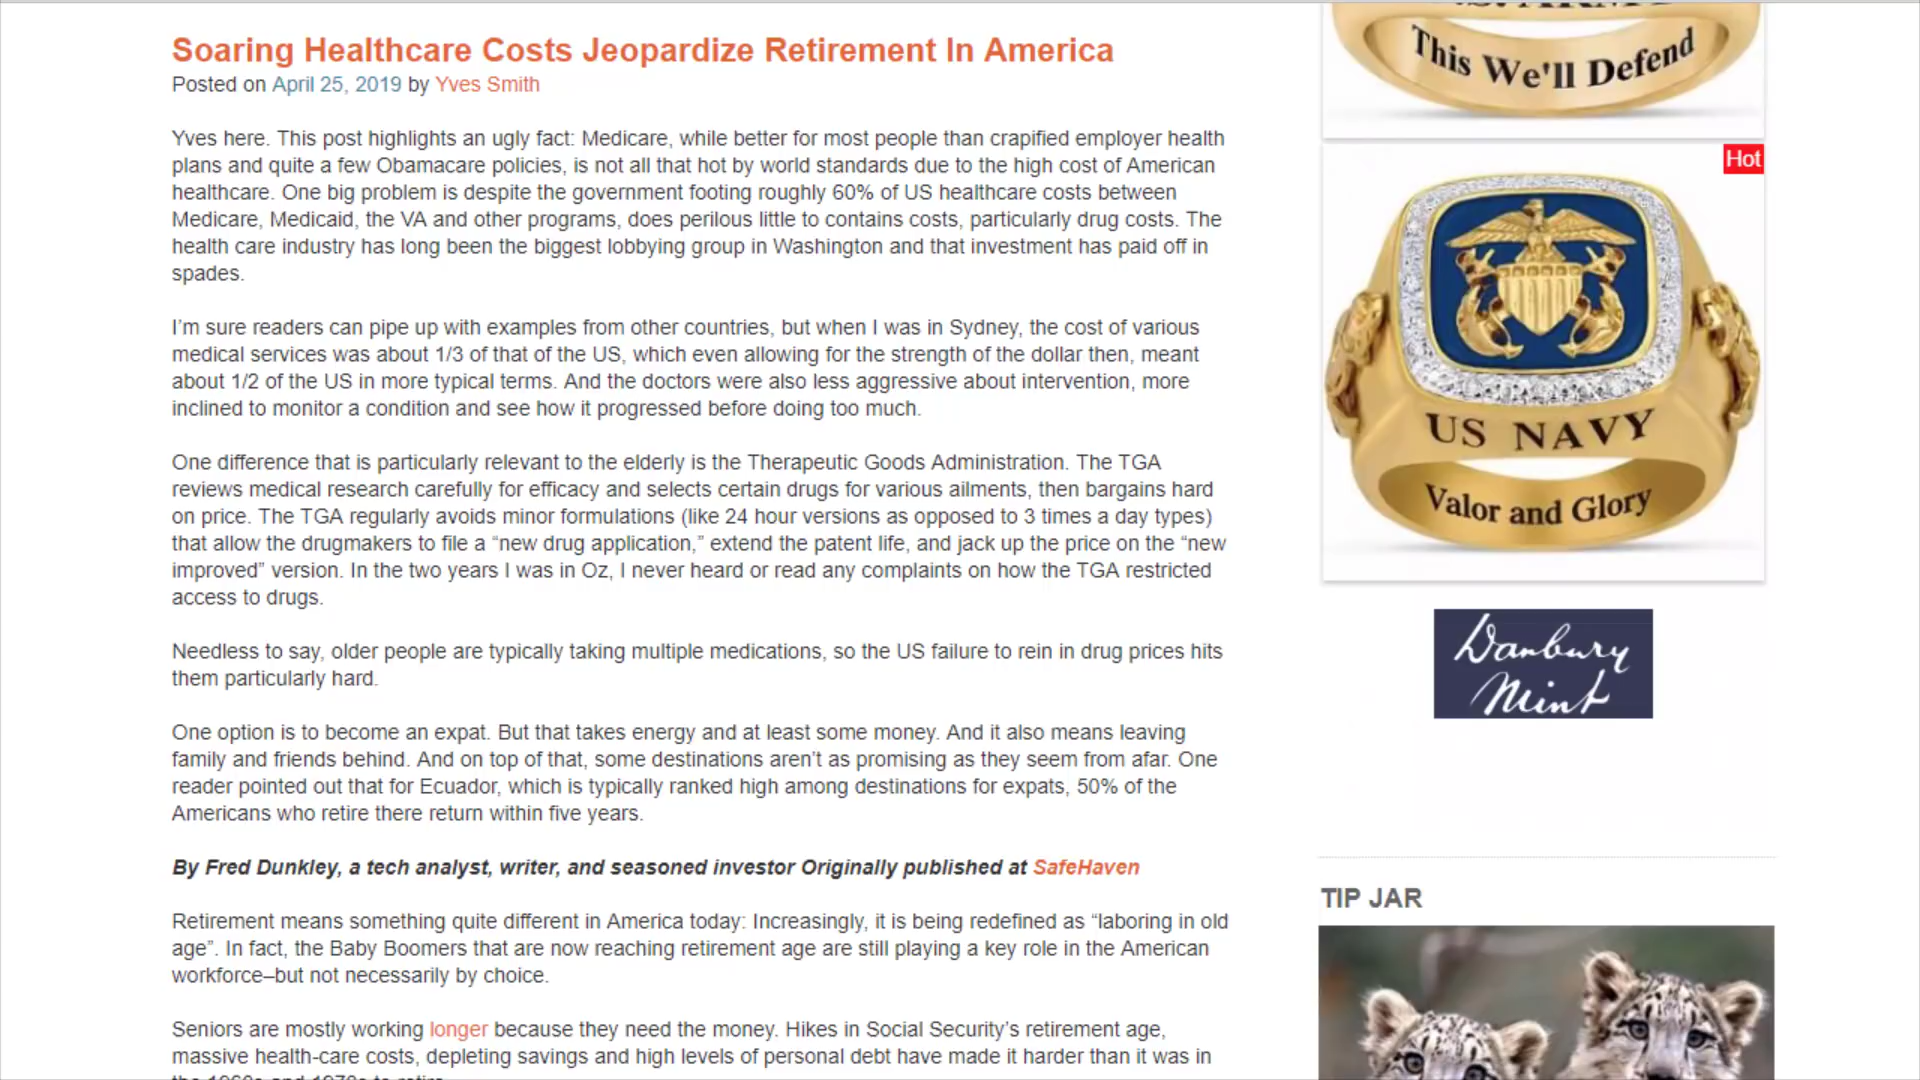 Soaring Healthcare Costs Jeopardize Retirement In America
Posted on April 25, 2019 by Yves Smith
Yves here. This post highlights an ugly fact: Medicare, while better for most people than crapified employer health
plans and quite a few Obamacare policies, is not all that hot by world standards due to the high cost of American
healthcare. One big problem is despite the government footing roughly 60% of US healthcare costs between
Medicare, Medicaid, the VA and other programs, does perilous little to contains costs, particularly drug costs. The
health care industry has long been the biggest lobbying group in Washington and that investment has paid off in
spades.
I’m sure readers can pipe up with examples from other countries, but when I was in Sydney, the cost of various
medical services was about 1/3 of that of the US, which even allowing for the strength of the dollar then, meant
about 1/2 of the US in more typical terms. And the doctors were also less aggressive about intervention, more
inclined to monitor a condition and see how it progressed before doing too much.
One difference that is particularly relevant to the elderly is the Therapeutic Goods Administration. The TGA
reviews medical research carefully for efficacy and selects certain drugs for various ailments, then bargains hard
on price. The TGA regularly avoids minor formulations (like 24 hour versions as opposed to 3 times a day types)
that allow the drugmakers to file a “new drug application,” extend the patent life, and jack up the price on the “new
improved” version. In the two years I was in Oz, I never heard or read any complaints on how the TGA restricted
access to drugs.
Needless to say, older people are typically taking multiple medications, so the US failure to rein in drug prices hits
them particularly hard.
One option is to become an expat. But that takes energy and at least some money. And it also means leaving
family and friends behind. And on top of that, some destinations aren’t as promising as they seem from afar. One
reader pointed out that for Ecuador, which is typically ranked high among destinations for expats, 50% of the
Americans who retire there return within five years.
By Fred Dunkley, a tech analyst, writer, and seasoned investor Originally published at SafeHaven
Retirement means something quite different in America today: Increasingly, it is being redefined as “laboring in old
age”. In fact, the Baby Boomers that are now reaching retirement age are still playing a key role in the American
workforce–but not necessarily by choice.
Seniors are mostly working longer because they need the money. Hikes in Social Security’s retirement age,
massive health-care costs, depleting savings and high levels of personal debt have made it harder than it was in
the 1960s and 1970s to retire
This We'll Defend
Hot
US NAVY
Valor and Glory
Danbury
Mint
TIP JAR